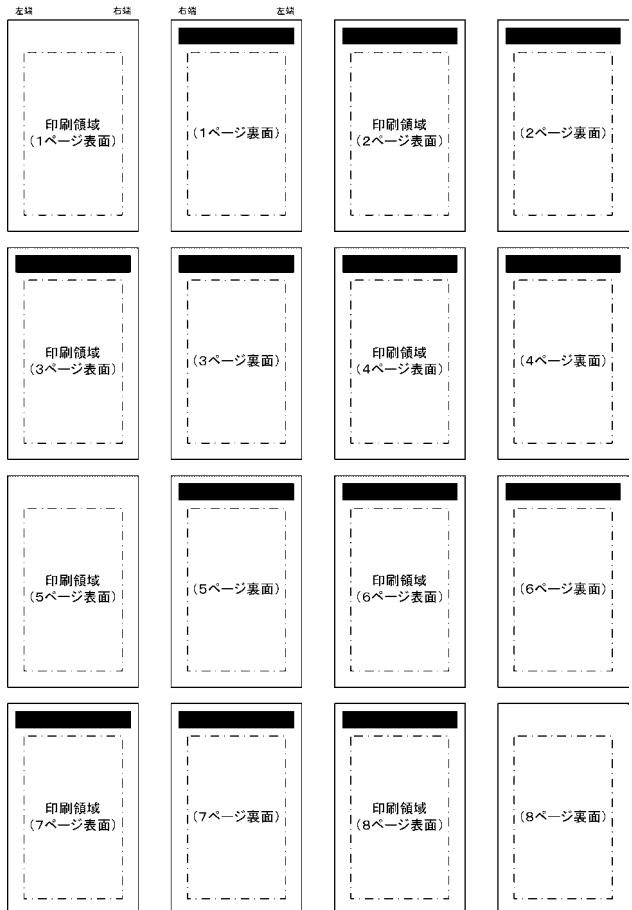 左端 右端 右端 左端
印刷領域
(1ページ表面)
(1ページ裏面)
印刷領域
(2ページ表面)
(2ページ裏面)
印刷領域
(3ページ表面)
(3ページ裏面)
印刷領域
(4ページ表面)
(4ページ裏面)
印刷領域
(5ページ表面)
(5ページ裏面)
印刷領域
(6ページ表面)
(6ページ裏面)
印刷領域
(7ページ表面)
(7ページ裏面)
印刷領域
(8ページ表面)
(8ページ裏面)